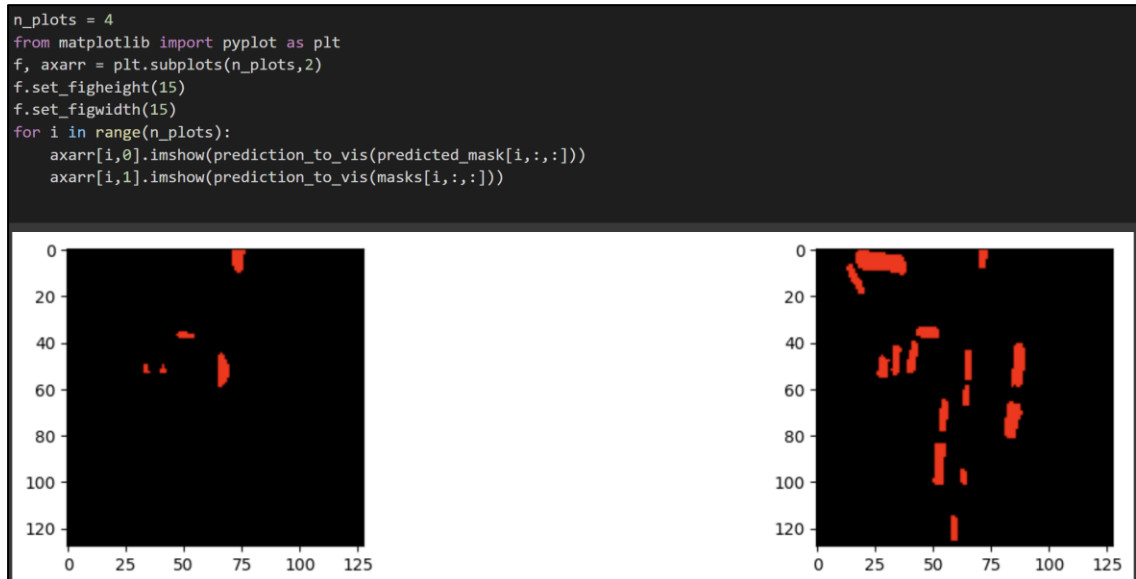 n_plots = 4
from matplotlib import pyplot as plt
f, axarr = plt.subplots(n_plots,2)
f.set_figheight(15)
f.set_figwidth(15)
for i in range(n_plots):
    axarr[i,0].imshow(prediction_to_vis(predicted_mask[i,:,:]))
    axarr[i,1].imshow(prediction_to_vis(masks[i,:,:]))
0
20
40
60
80
100
120
0 25 50 75 100 125
0
20
40
60
80
100
120
0 25 50 75 100 125